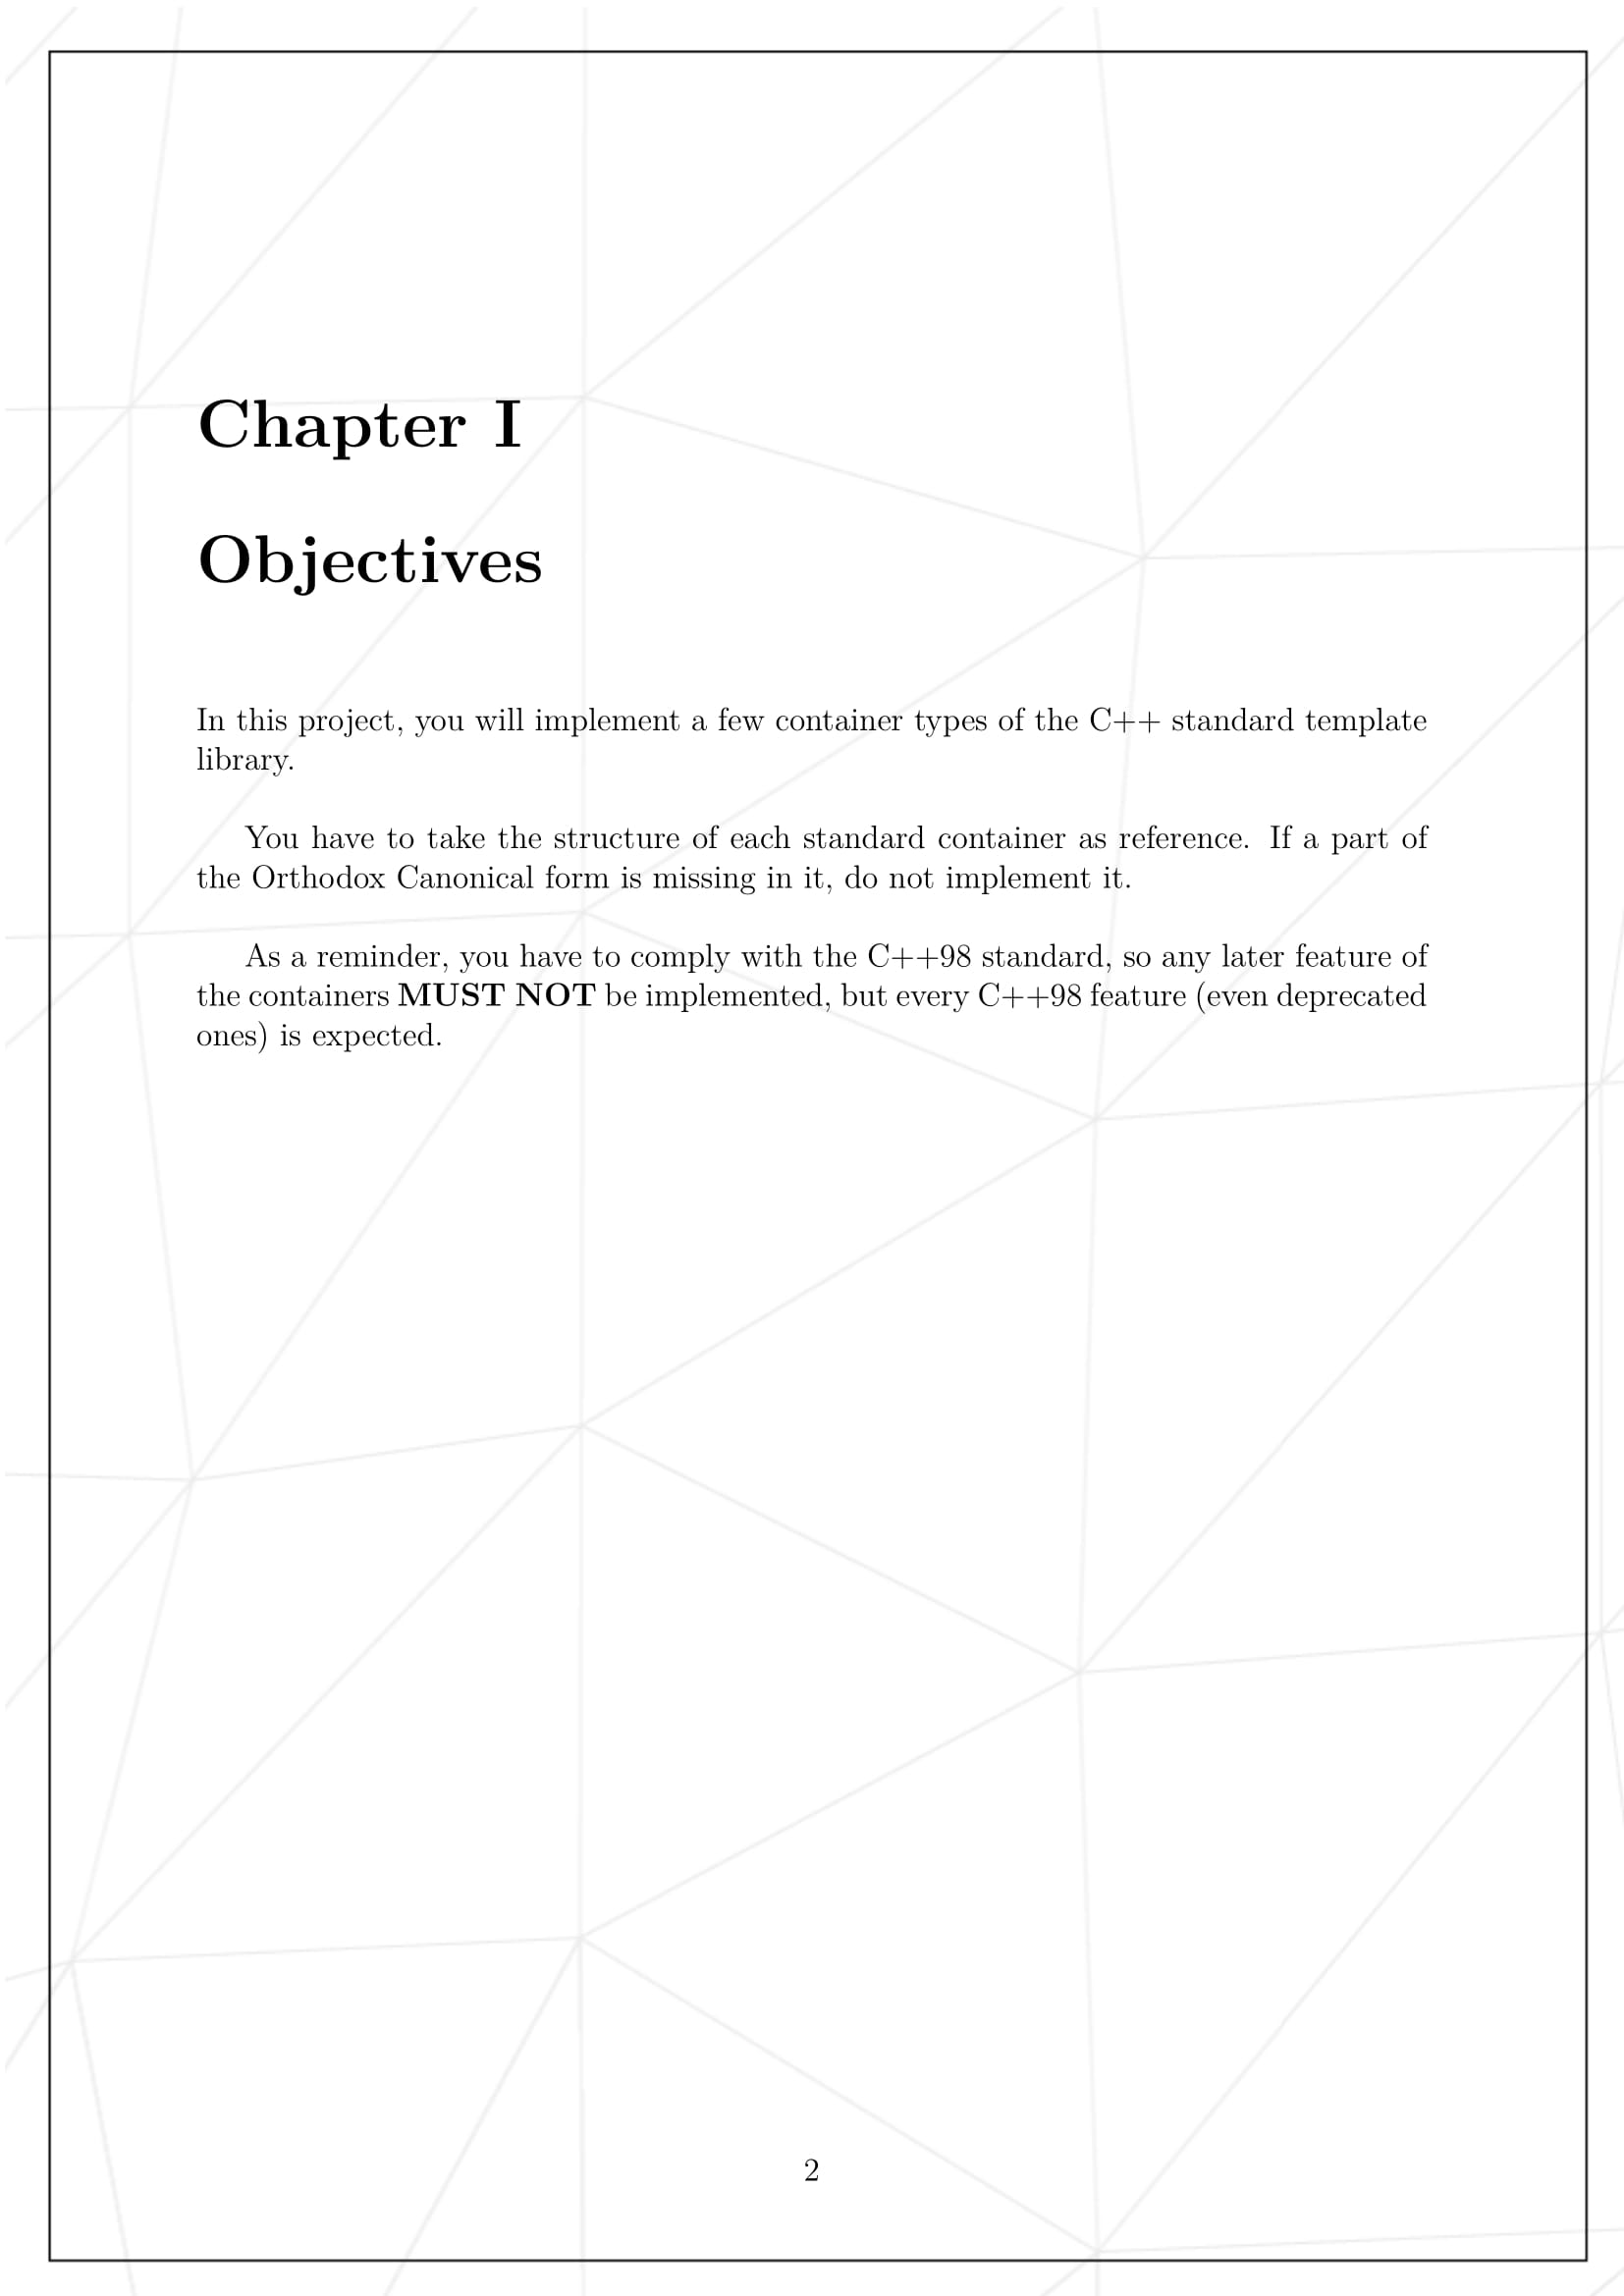 Chapter I
Objectives
In this project, you will implement a few container types of the C++ standard template
library.
You have to take the structure of each standard container as reference. If a part of
the Orthodox Canonical form is missing in it, do not implement it.
As a reminder, you have to comply with the C++98 standard, so any later feature of
the containers MUST NOT be implemented, but every C++98 feature (even deprecated
ones) is expected.
2